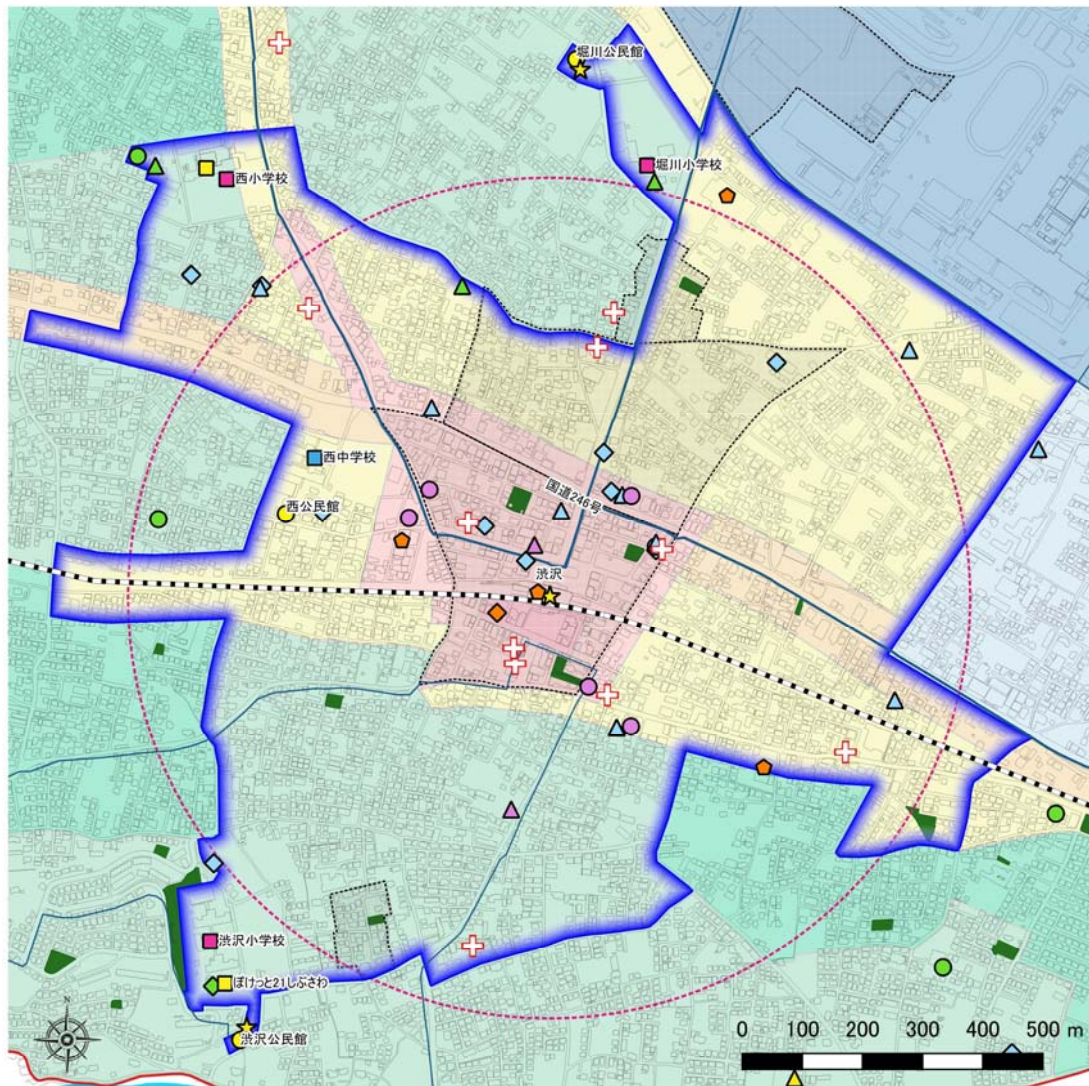 堀川公民館
堀川小学校
西小学校
西中学校
国道246号
西公民館
渋沢
渋沢小学校
ぽけっと21しぶさわ
渋沢公民館
N
0 100 200 300 400 500 m